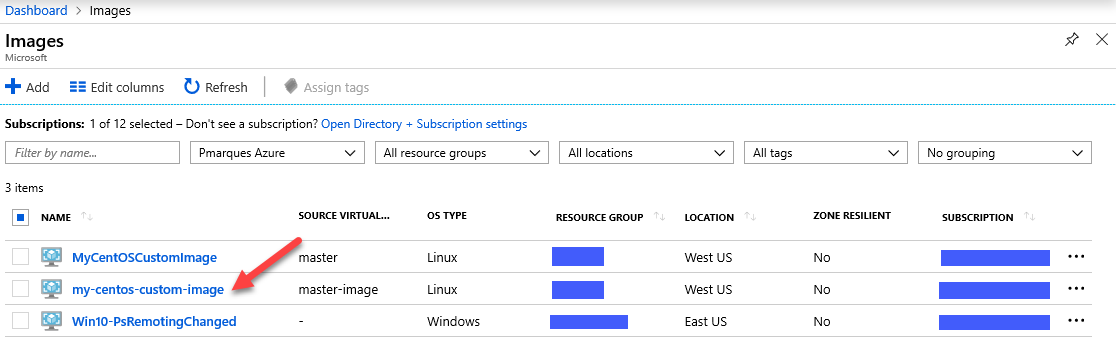 Dashboard > Images
Images
Microsoft
Add Edit columns Refresh Assign tags
Subscriptions: 1 of 12 selected – Don't see a subscription? Open Directory + Subscription settings
Filter by name... Pmarques Azure All resource groups All locations All tags No grouping
3 items
NAME SOURCE VIRTUAL... OS TYPE RESOURCE GROUP LOCATION ZONE RESILIENT SUBSCRIPTION
MyCentOSCustomImage master Linux West US No
my-centos-custom-image master-image Linux West US No
Win10-PsRemotingChanged - Windows East US No